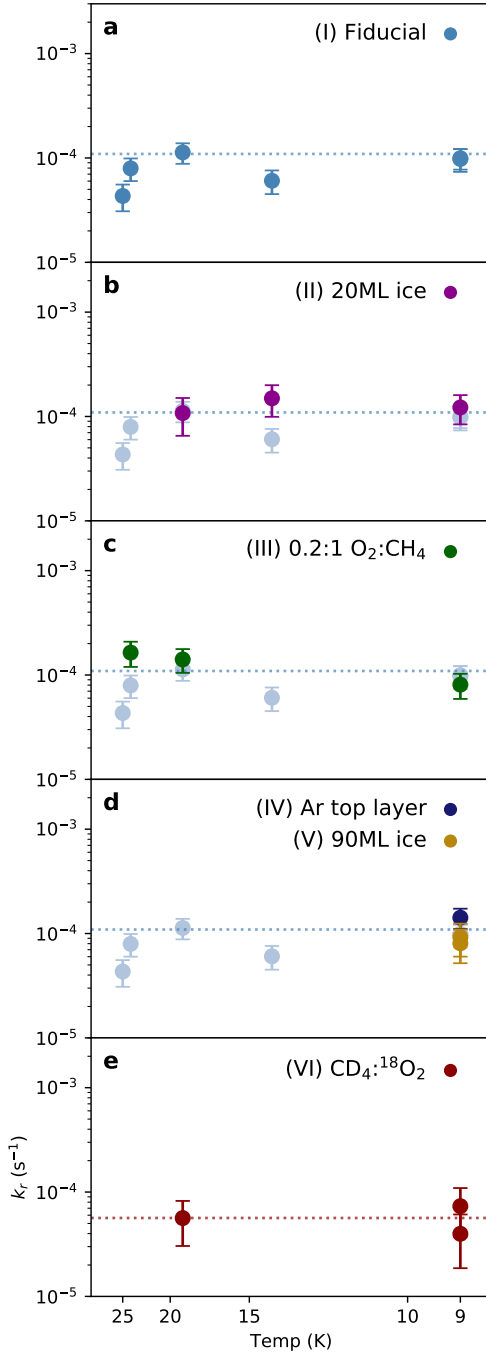 a
(I) Fiducial
10⁻³
10⁻⁴
10⁻⁵
b
(II) 20ML ice
10⁻³
10⁻⁴
10⁻⁵
c
(III) 0.2:1 O₂:CH₄
10⁻³
10⁻⁴
10⁻⁵
d
(IV) Ar top layer
(V) 90ML ice
10⁻³
10⁻⁴
10⁻⁵
e
(VI) CD₄:¹⁸O₂
10⁻³
10⁻⁴
10⁻⁵
kᵣ (s⁻¹)
25 20 15 10 9
Temp (K)